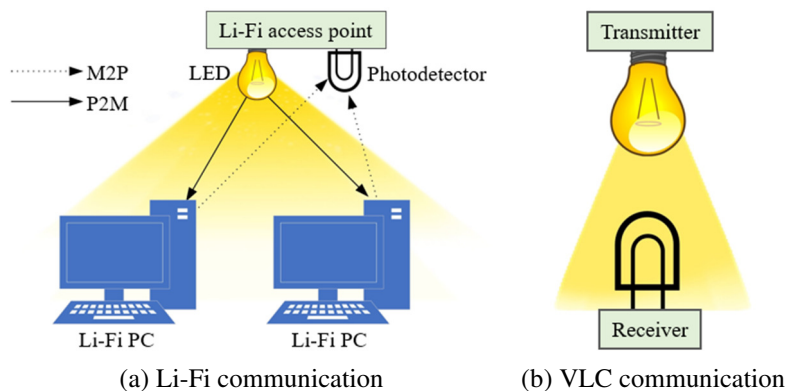 Li-Fi access point
Transmitter
M2P
LED
Photodetector
P2M
Li-Fi PC
Li-Fi PC
Receiver
(a) Li-Fi communication
(b) VLC communication